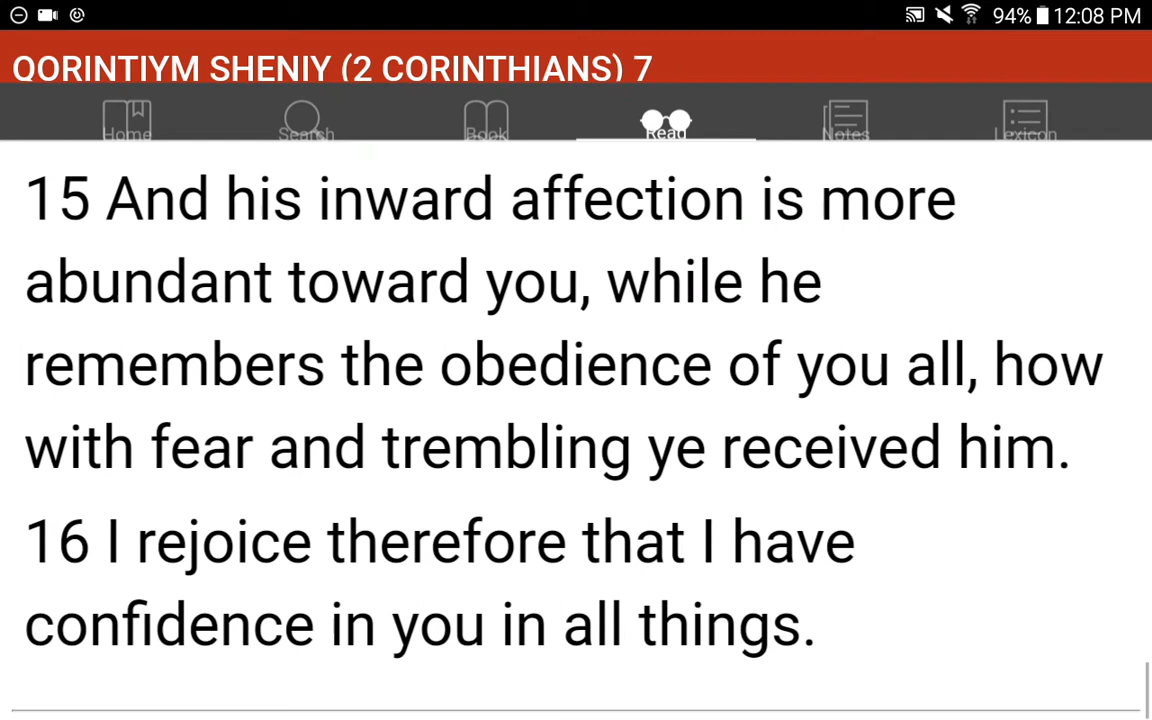 94% 12:08 PM
QORINTIYM SHENIY (2 CORINTHIANS) 7
Home Search Book Read Notes Lexicon
15 And his inward affection is more
abundant toward you, while he
remembers the obedience of you all, how
with fear and trembling ye received him.
16 I rejoice therefore that I have
confidence in you in all things.